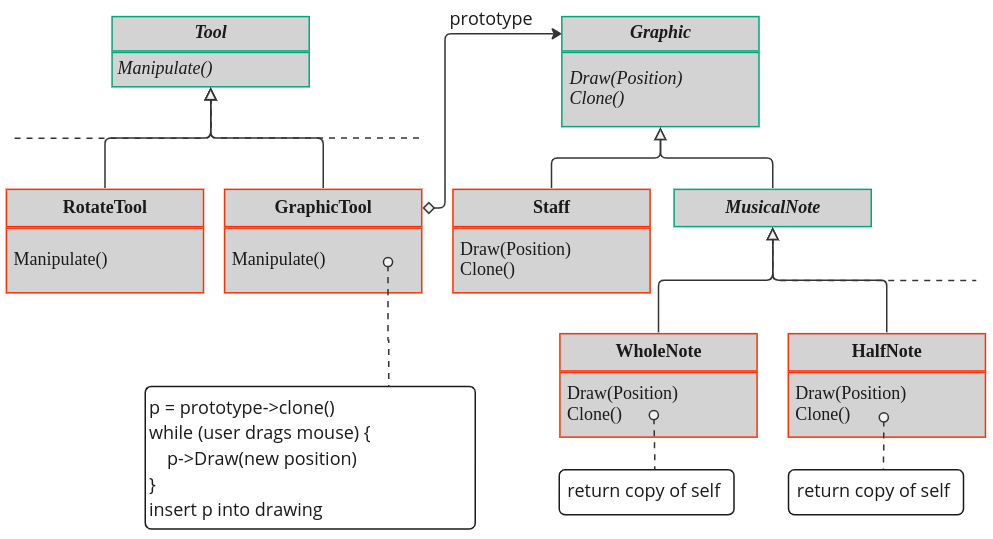 prototype
Tool
Manipulate()
Graphic
Draw(Position)
Clone()
RotateTool
Manipulate()
GraphicTool
Manipulate()
Staff
Draw(Position)
Clone()
MusicalNote
WholeNote
Draw(Position)
Clone()
HalfNote
Draw(Position)
Clone()
p = prototype->clone()
while (user drags mouse) {
p->Draw(new position)
}
insert p into drawing
return copy of self
return copy of self